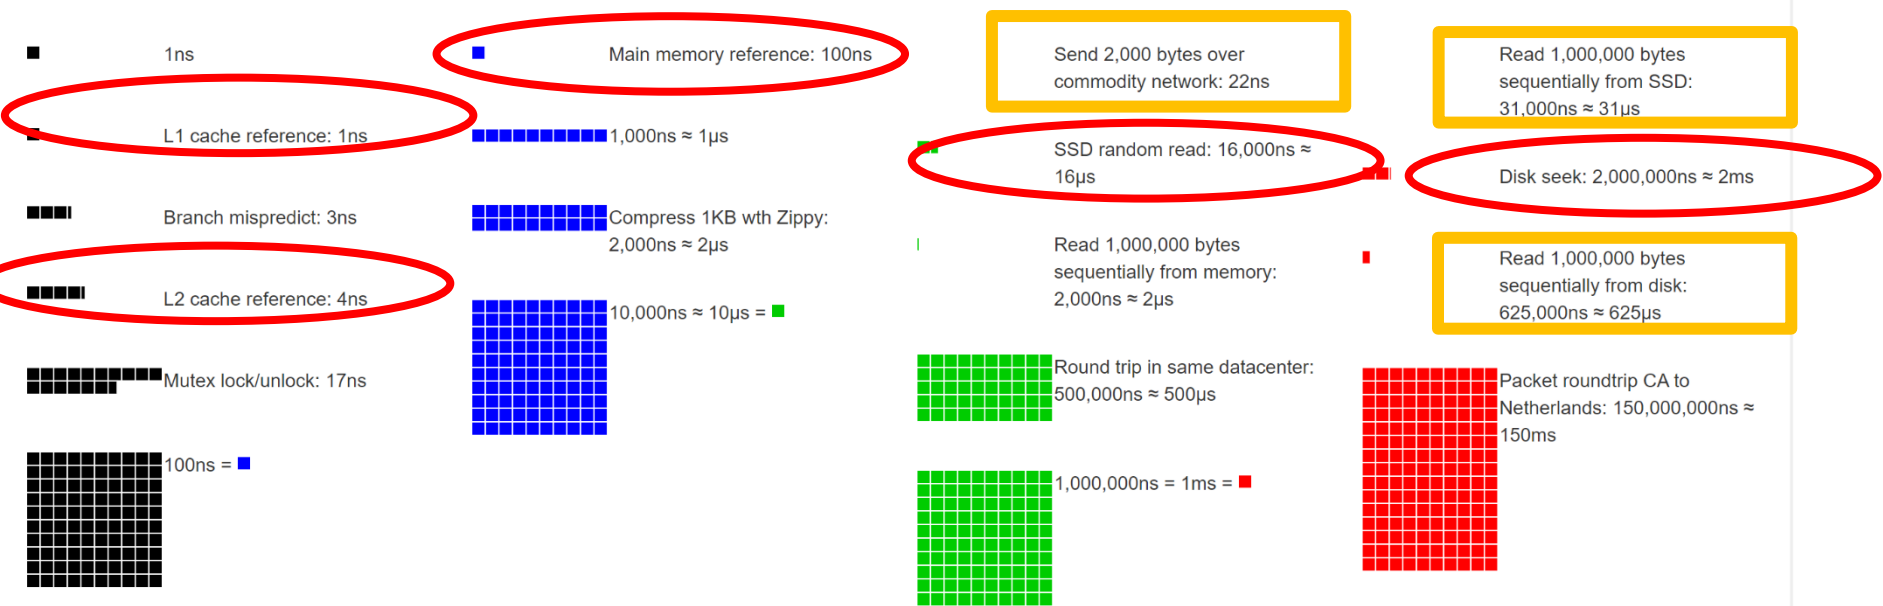 1ns
L1 cache reference: 1ns
Branch mispredict: 3ns
L2 cache reference: 4ns
Mutex lock/unlock: 17ns
100ns =
Main memory reference: 100ns
1,000ns ≈ 1μs
Compress 1KB wth Zippy:
2,000ns ≈ 2μs
10,000ns ≈ 10μs =
Send 2,000 bytes over
commodity network: 22ns
SSD random read: 16,000ns ≈
16μs
Read 1,000,000 bytes
sequentially from memory:
2,000ns ≈ 2μs
Round trip in same datacenter:
500,000ns ≈ 500μs
1,000,000ns = 1ms =
Read 1,000,000 bytes
sequentially from SSD:
31,000ns ≈ 31μs
Disk seek: 2,000,000ns ≈ 2ms
Read 1,000,000 bytes
sequentially from disk:
625,000ns ≈ 625μs
Packet roundtrip CA to
Netherlands: 150,000,000ns ≈
150ms